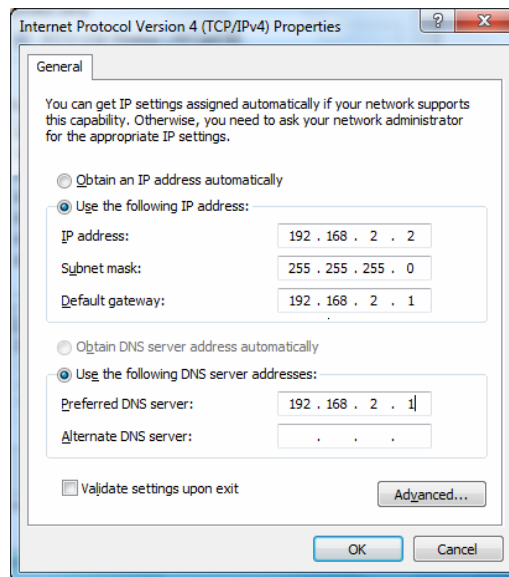 Internet Protocol Version 4 (TCP/IPv4) Properties
General
You can get IP settings assigned automatically if your network supports
this capability. Otherwise, you need to ask your network administrator
for the appropriate IP settings.
Obtain an IP address automatically
Use the following IP address:
IP address: 192 . 168 . 2 . 2
Subnet mask: 255 . 255 . 255 . 0
Default gateway: 192 . 168 . 2 . 1
Obtain DNS server address automatically
Use the following DNS server addresses:
Preferred DNS server: 192 . 168 . 2 . 1
Alternate DNS server: . . .
Validate settings upon exit
Advanced...
OK Cancel